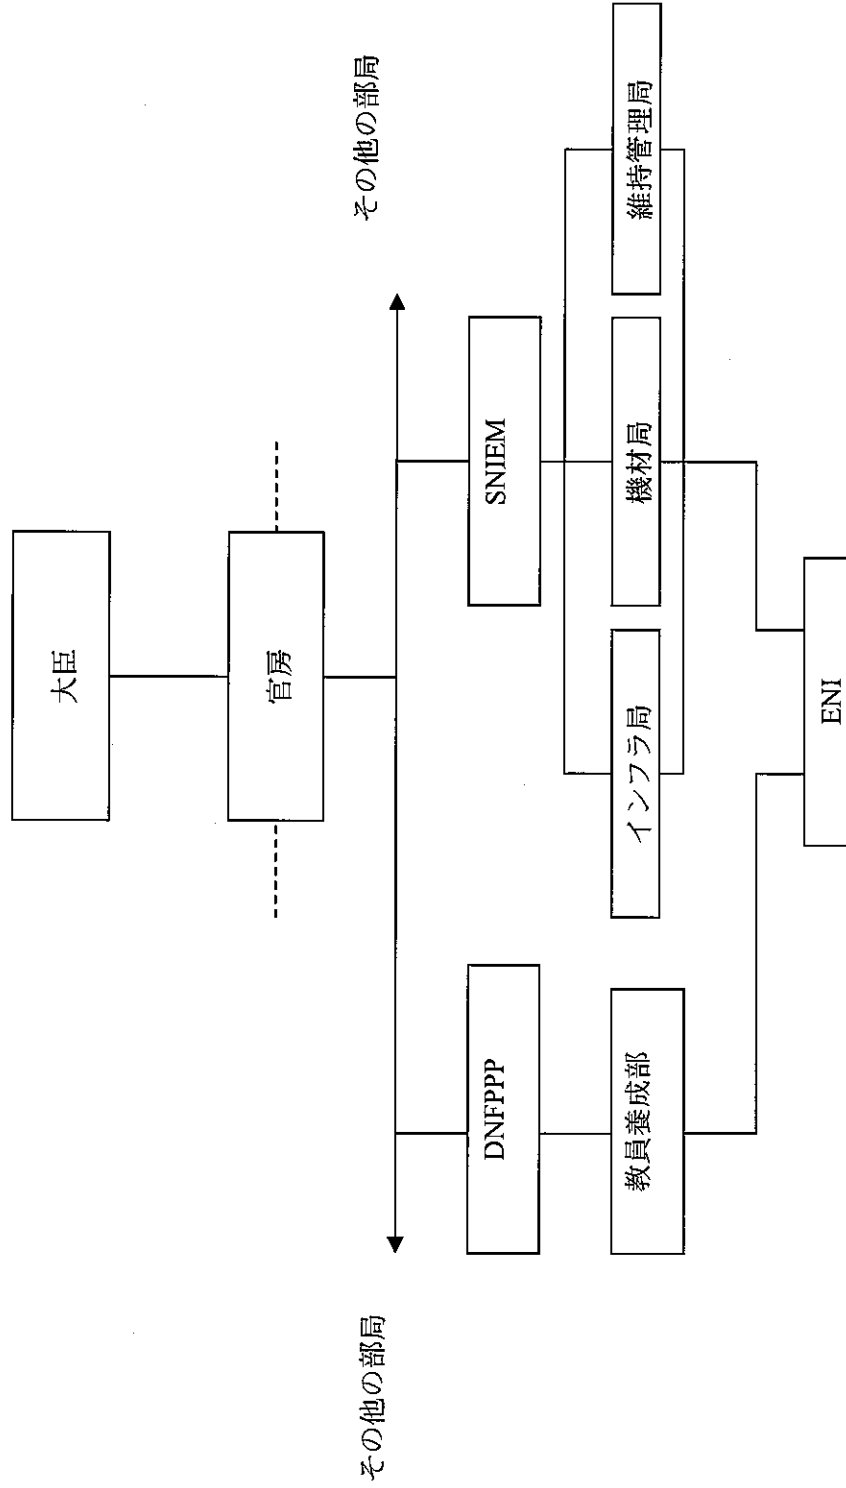 大臣
官房
その他の部局
その他の部局
DNFPPP
SNIEM
教員養成部
インフラ局
機材局
維持管理局
ENI